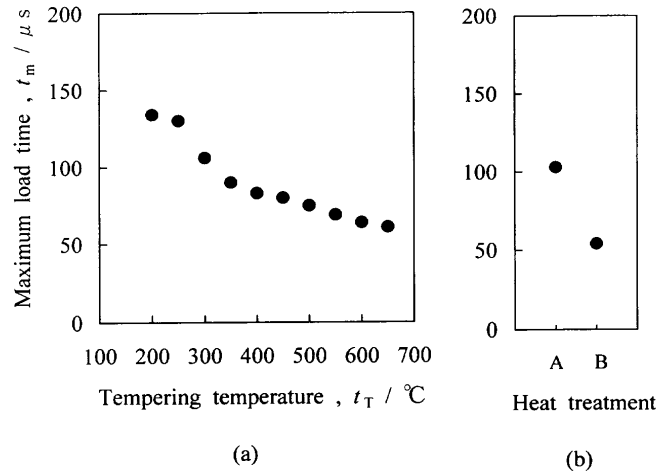 Maximum load time , tm / μs
200
150
100
50
0
100 200 300 400 500 600 700
Tempering temperature , tT / ℃
(a)
200
150
100
50
0
A B
Heat treatment
(b)